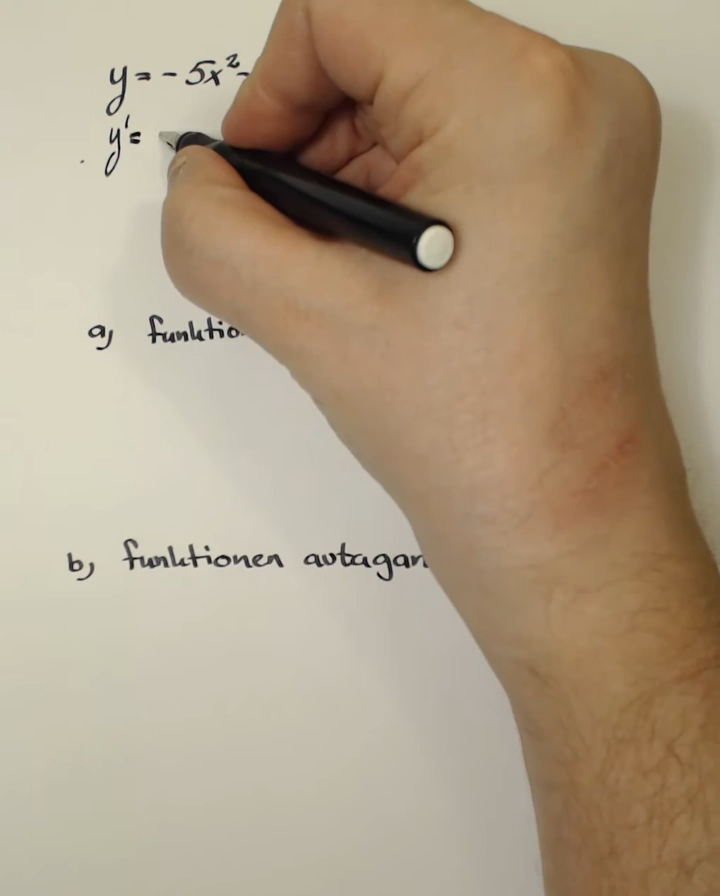 y = - 5x² -
y' =
a) funktio
b) funktionen avtagan